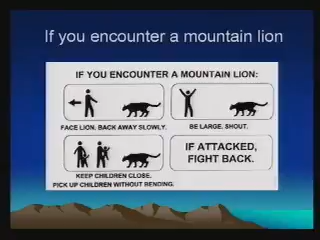 If you encounter a mountain lion
IF YOU ENCOUNTER A MOUNTAIN LION:
FACE LION. BACK AWAY SLOWLY.
BE LARGE. SHOUT.
KEEP CHILDREN CLOSE.
PICK UP CHILDREN WITHOUT BENDING.
IF ATTACKED,
FIGHT BACK.